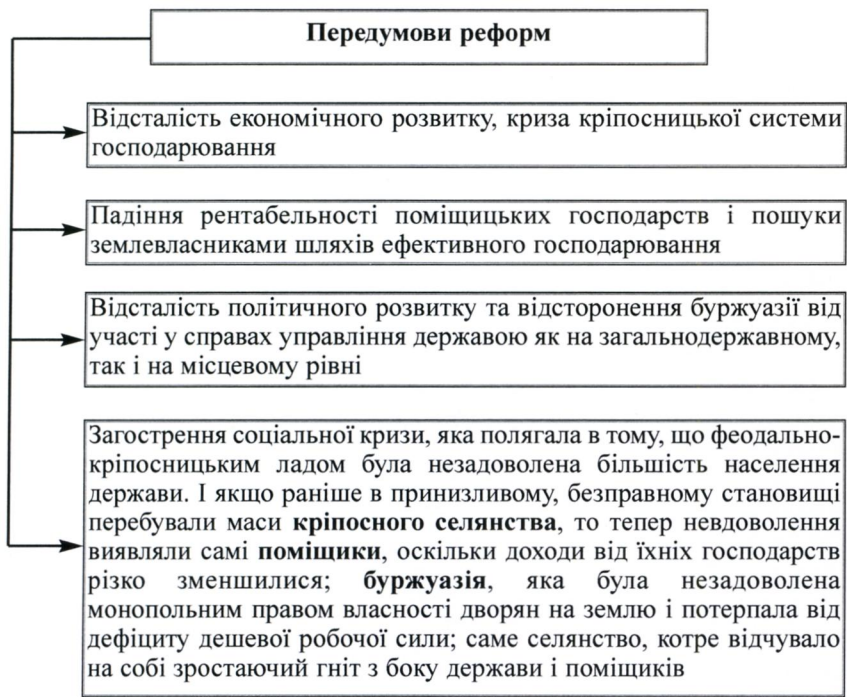 Передумови реформ
Відсталість економічного розвитку, криза кріпосницької системи
господарювання
Падіння рентабельності поміщицьких господарств і пошуки
землевласниками шляхів ефективного господарювання
Відсталість політичного розвитку та відсторонення буржуазії від
участі у справах управління державою як на загальнодержавному,
так і на місцевому рівні
Загострення соціальної кризи, яка полягала в тому, що феодально-
кріпосницьким ладом була незадоволена більшість населення
держави. І якщо раніше в принизливому, безправному становищі
перебували маси кріпосного селянства, то тепер невдоволення
виявляли самі поміщики, оскільки доходи від їхніх господарств
різко зменшилися; буржуазія, яка була незадоволена
монопольним правом власності дворян на землю і потерпала від
дефіциту дешевої робочої сили; саме селянство, котре відчувало
на собі зростаючий гніт з боку держави і поміщиків